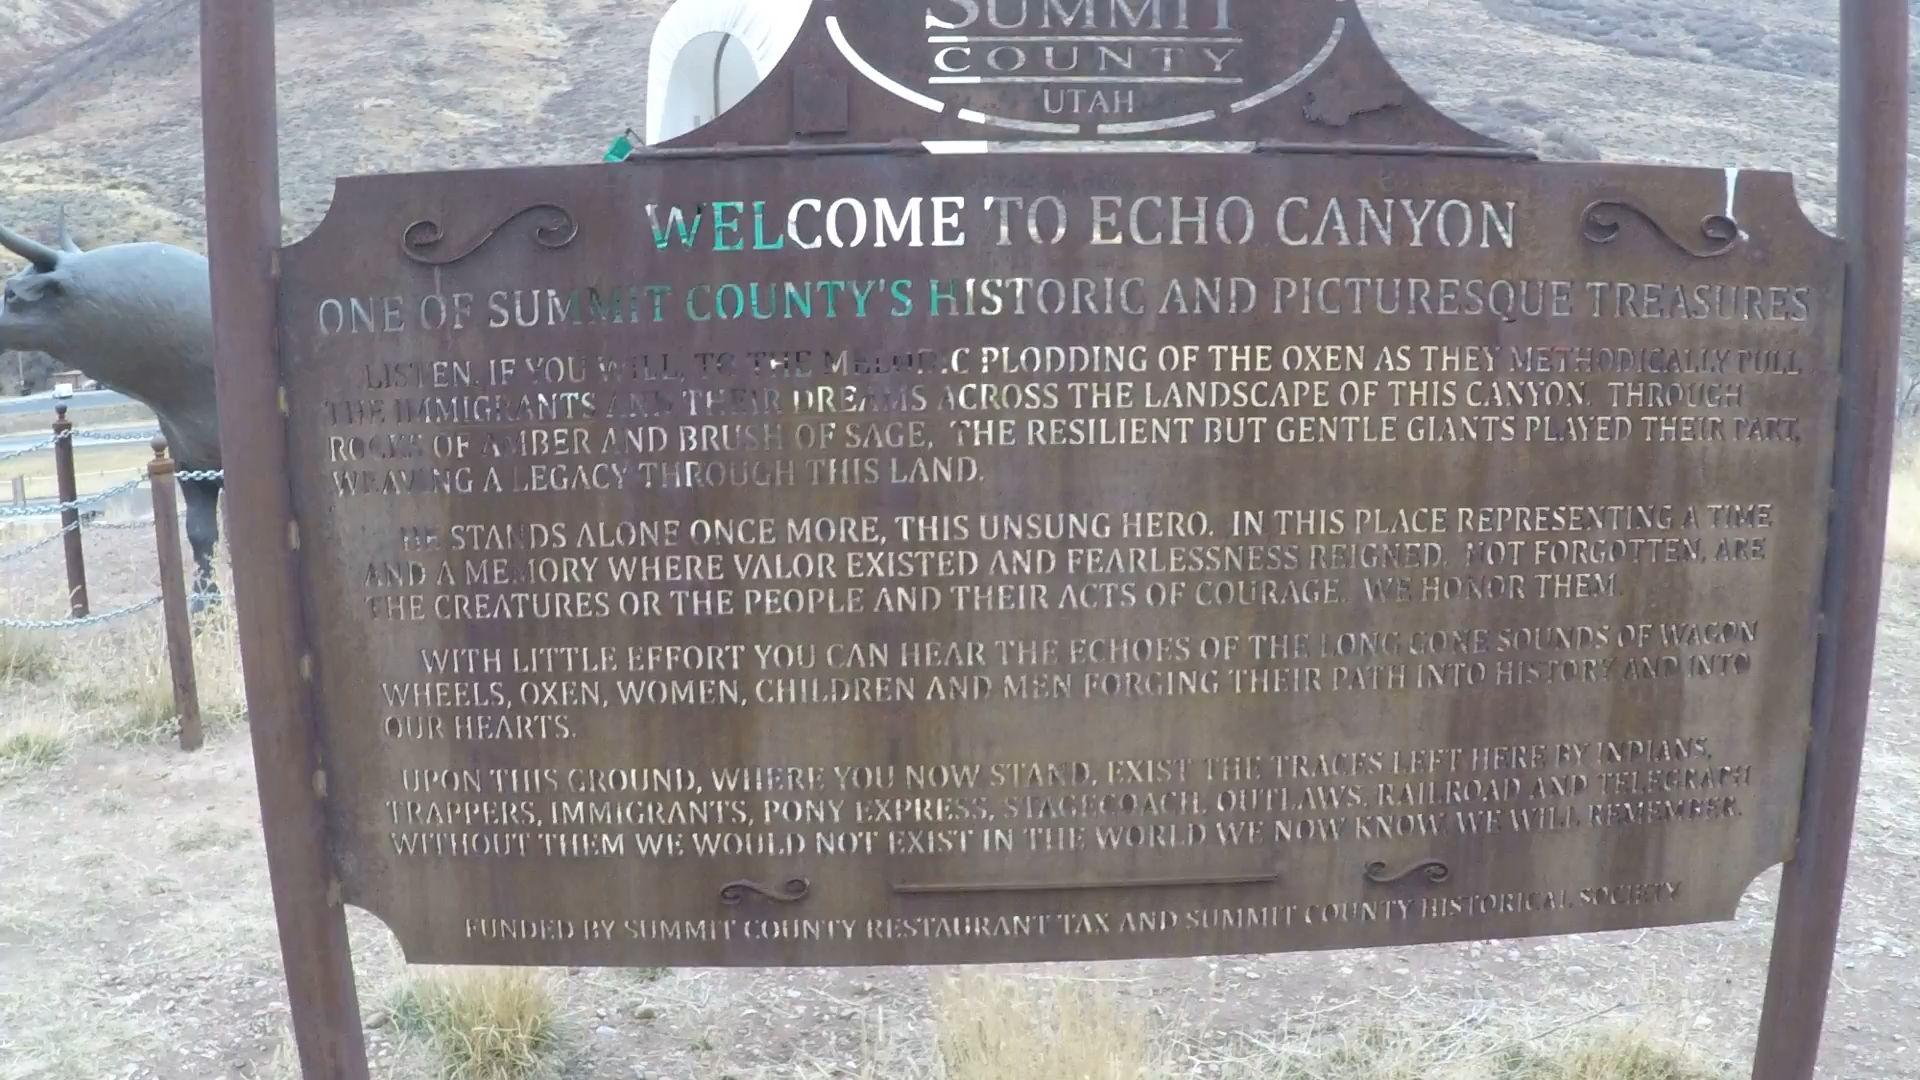 SUMMIT
COUNTY
UTAH
WELCOME TO ECHO CANYON
ONE OF SUMMIT COUNTY'S HISTORIC AND PICTURESQUE TREASURES
LISTEN, IF YOU WILL, TO THE MELODIC PLODDING OF THE OXEN AS THEY METHODICALLY PULL
THE IMMIGRANTS AND THEIR DREAMS ACROSS THE LANDSCAPE OF THIS CANYON. THROUGH
ROCKS OF AMBER AND BRUSH OF SAGE, THE RESILIENT BUT GENTLE GIANTS PLAYED THEIR PART,
WEAVING A LEGACY THROUGH THIS LAND.
HE STANDS ALONE ONCE MORE, THIS UNSUNG HERO. IN THIS PLACE REPRESENTING A TIME
AND A MEMORY WHERE VALOR EXISTED AND FEARLESSNESS REIGNED. NOT FORGOTTEN, ARE
THE CREATURES OR THE PEOPLE AND THEIR ACTS OF COURAGE. WE HONOR THEM.
WITH LITTLE EFFORT YOU CAN HEAR THE ECHOES OF THE LONG GONE SOUNDS OF WAGON
WHEELS, OXEN, WOMEN, CHILDREN AND MEN FORGING THEIR PATH INTO HISTORY AND INTO
OUR HEARTS.
UPON THIS GROUND, WHERE YOU NOW STAND, EXIST THE TRACES LEFT HERE BY INDIANS,
TRAPPERS, IMMIGRANTS, PONY EXPRESS, STAGECOACH, OUTLAWS, RAILROAD AND TELEGRAPH
WITHOUT THEM WE WOULD NOT EXIST IN THE WORLD WE NOW KNOW. WE WILL REMEMBER.
FUNDED BY SUMMIT COUNTY RESTAURANT TAX AND SUMMIT COUNTY HISTORICAL SOCIETY